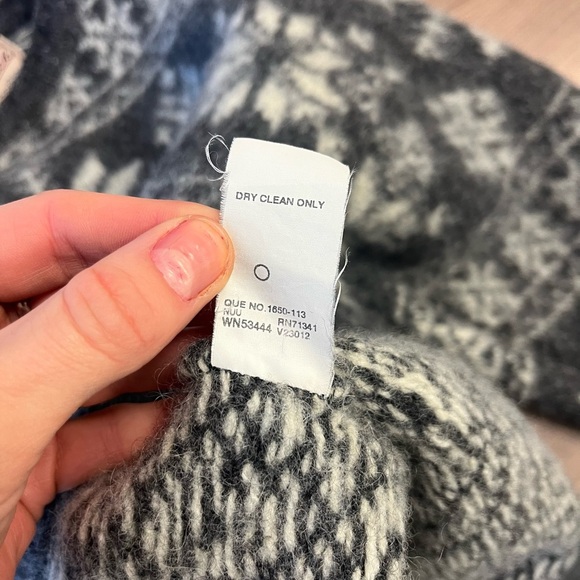 DRY CLEAN ONLY
QUE NO.1650-113
NUU RN71341
WN53444 V23012